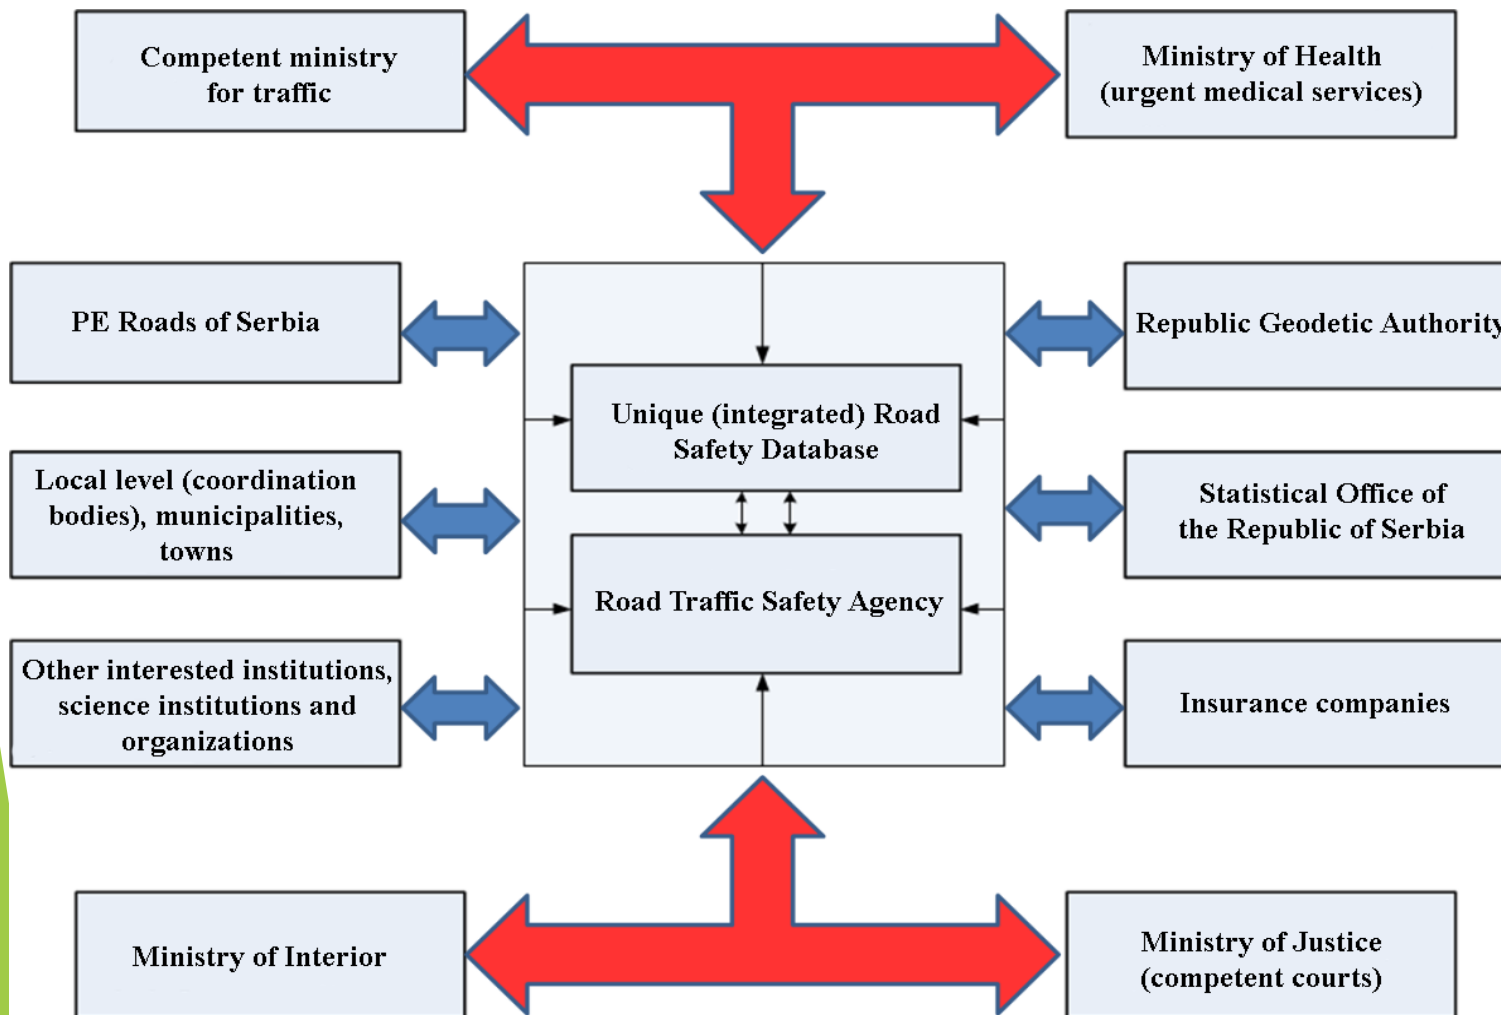 Competent ministry
for traffic
Ministry of Health
(urgent medical services)
PE Roads of Serbia
Republic Geodetic Authority
Unique (integrated) Road
Safety Database
Local level (coordination
bodies), municipalities,
towns
Statistical Office of
the Republic of Serbia
Road Traffic Safety Agency
Other interested institutions,
science institutions and
organizations
Insurance companies
Ministry of Interior
Ministry of Justice
(competent courts)